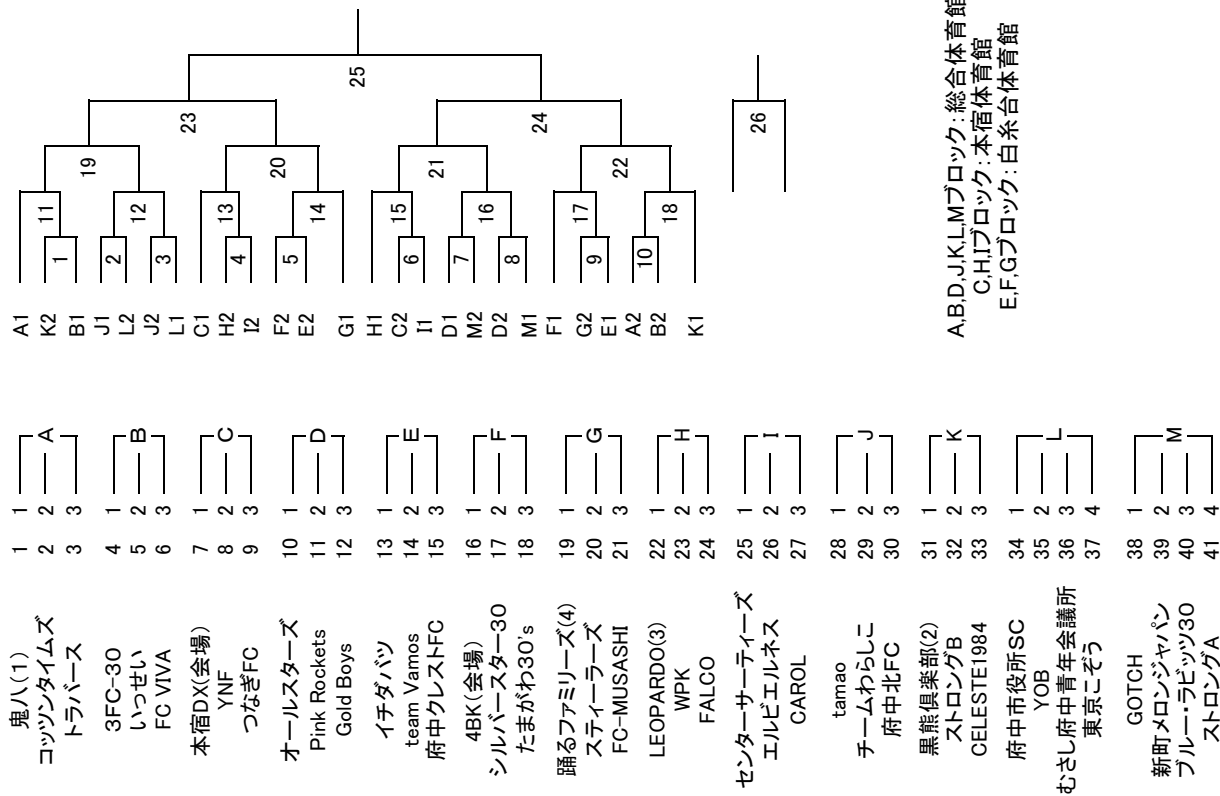 25
23
24
26
19
20
21
22
11
12
13
14
15
16
17
18
1
2
3
4
5
6
7
8
9
10
A1
K2
B1
J1
L2
J2
L1
C1
H2
I2
F2
E2
G1
H1
C2
I1
D1
M2
D2
M1
F1
G2
E1
A2
B2
K1
A,B,D,J,K,L,Mブロック:総合体育館
C,H,Iブロック:本宿体育館
E,F,Gブロック:白糸台体育館
A
鬼八(1) 1 1
コッツンタイムズ 2 2
トラバース 3 3
B
3FC-30 4 1
いっせい 5 2
FC VIVA 6 3
C
本宿DX(会場) 7 1
YNF 8 2
つなぎFC 9 3
D
オールスターズ 10 1
Pink Rockets 11 2
Gold Boys 12 3
E
イチダバツ 13 1
team Vamos 14 2
府中クレストFC 15 3
F
4BK(会場) 16 1
シルバースター30 17 2
たまがわ30's 18 3
G
踊るファミリーズ(4) 19 1
スティーラーズ 20 2
FC-MUSASHI 21 3
H
LEOPARDO(3) 22 1
WPK 23 2
FALCO 24 3
I
センターサーティーズ 25 1
エルビエルネス 26 2
CAROL 27 3
J
tamao 28 1
チームわらしこ 29 2
府中北FC 30 3
K
黒熊倶楽部(2) 31 1
ストロングB 32 2
CELESTE1984 33 3
L
府中市役所SC 34 1
YOB 35 2
むさし府中青年会議所 36 3
東京こぞう 37 4
M
GOTCH 38 1
新町メロンジャパン 39 2
ブルー・ラビッツ30 40 3
ストロングA 41 4